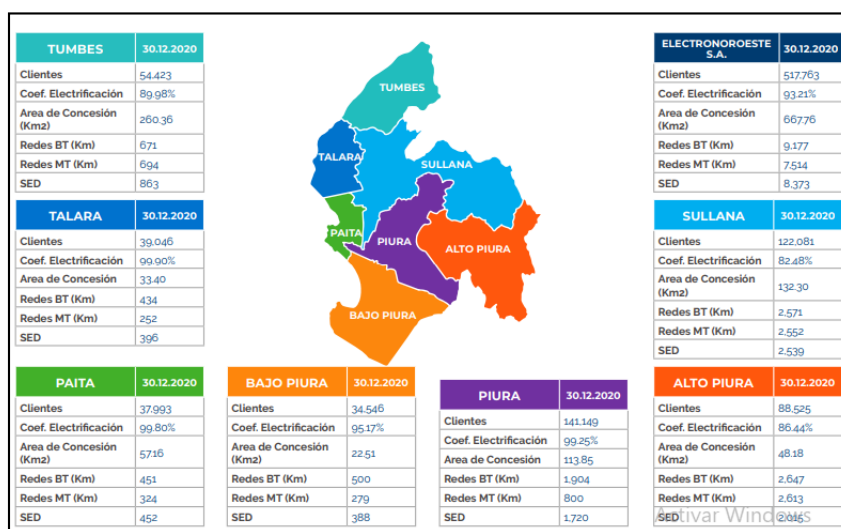 TUMBES 30.12.2020
Clientes 54.423
Coef. Electrificación 89.98%
Area de Concesión (Km2) 260.36
Redes BT (Km) 671
Redes MT (Km) 694
SED 863
ELECTRONOROESTE S.A. 30.12.2020
Clientes 517.763
Coef. Electrificación 93.21%
Area de Concesión (Km2) 667.76
Redes BT (Km) 9.177
Redes MT (Km) 7.514
SED 8.373
TUMBES
TALARA
SULLANA
PAITA
PIURA
ALTO PIURA
BAJO PIURA
TALARA 30.12.2020
Clientes 39.046
Coef. Electrificación 99.90%
Area de Concesión 33.40
Redes BT (Km) 434
Redes MT (Km) 252
SED 396
SULLANA 30.12.2020
Clientes 122,081
Coef. Electrificación 82.48%
Area de Concesión (Km2) 132.30
Redes BT (Km) 2.571
Redes MT (Km) 2.552
SED 2.539
PAITA 30.12.2020
Clientes 37.993
Coef. Electrificación 99.80%
Area de Concesión (Km2) 57.16
Redes BT (Km) 451
Redes MT (Km) 324
SED 452
BAJO PIURA 30.12.2020
Clientes 34.546
Coef. Electrificación 95.17%
Area de Concesión (Km2) 22.51
Redes BT (Km) 500
Redes MT (Km) 279
SED 388
PIURA 30.12.2020
Clientes 141,149
Coef. Electrificación 99.25%
Area de Concesión 113.85
Redes BT (Km) 1.904
Redes MT (Km) 800
SED 1.720
ALTO PIURA 30.12.2020
Clientes 88.525
Coef. Electrificación 86.44%
Area de Concesión (Km2) 48.18
Redes BT (Km) 2.647
Redes MT (Km) 2.613
SED 2.015
Activar Windows